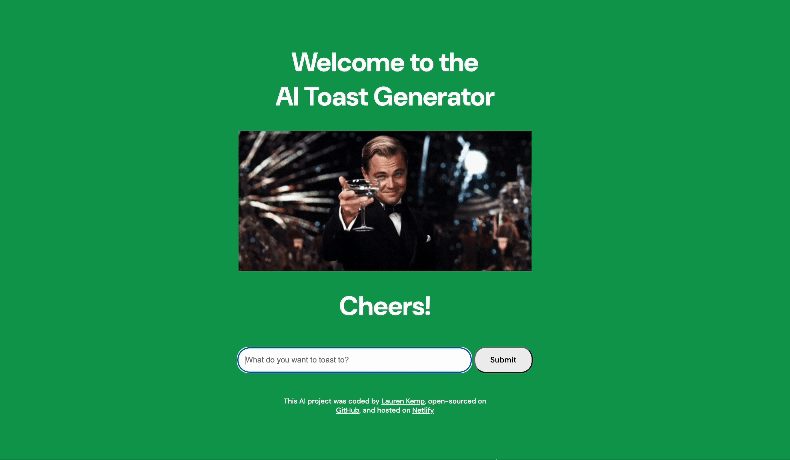 Welcome to the
AI Toast Generator
Cheers!
What do you want to toast to?
Submit
This AI project was coded by Lauren Kemp, open-sourced on
GitHub, and hosted on Netlify